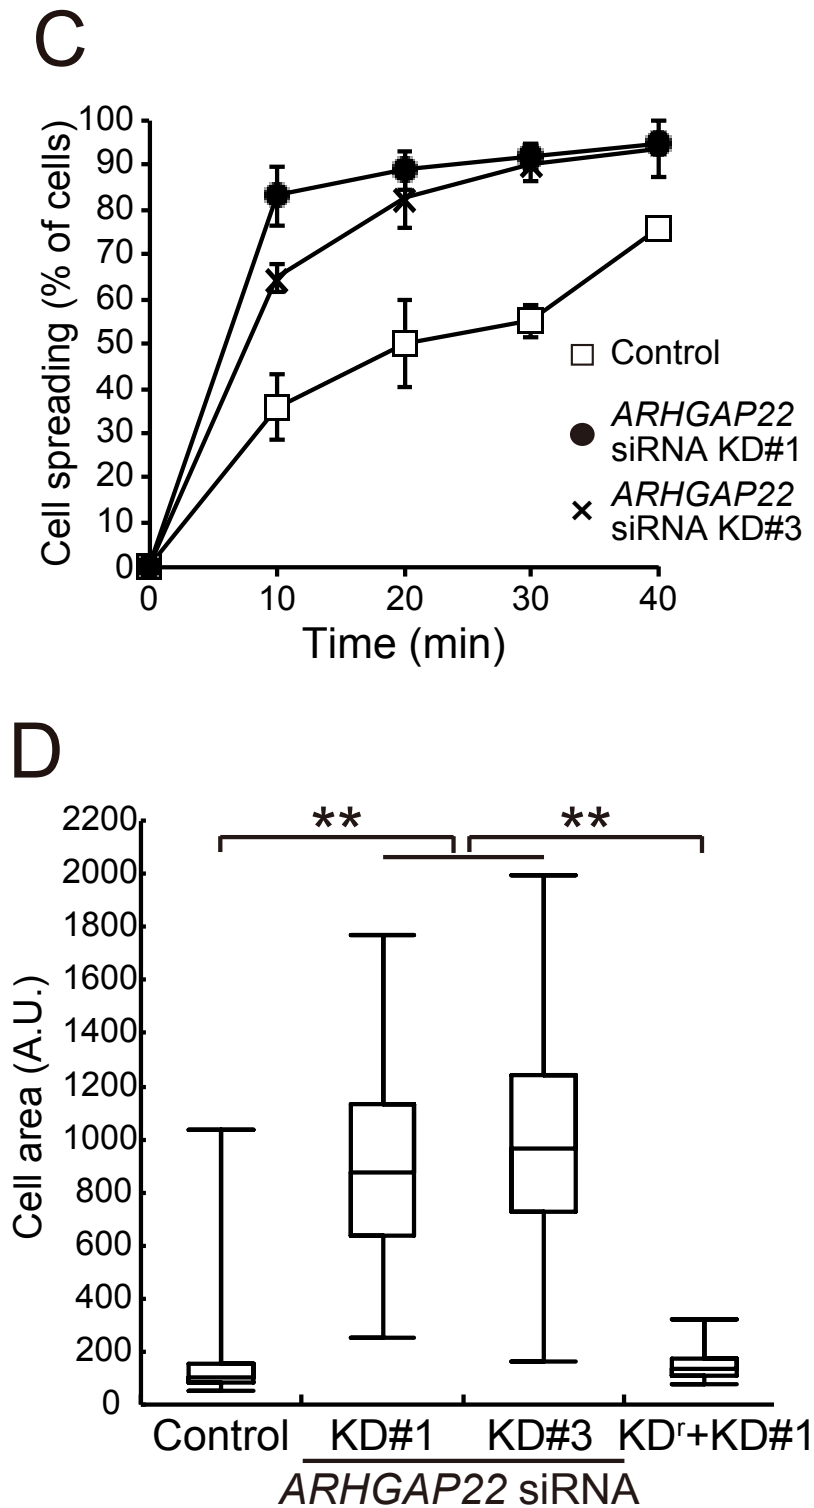 C
Cell spreading (% of cells)
100
90
80
70
60
50
40
30
20
10
0
0 10 20 30 40
Time (min)
Control
ARHGAP22
siRNA KD#1
ARHGAP22
siRNA KD#3
D
Cell area (A.U.)
2200
2000
1800
1600
1400
1200
1000
800
600
400
200
0
** **
Control KD#1 KD#3 KDʳ+KD#1
ARHGAP22 siRNA